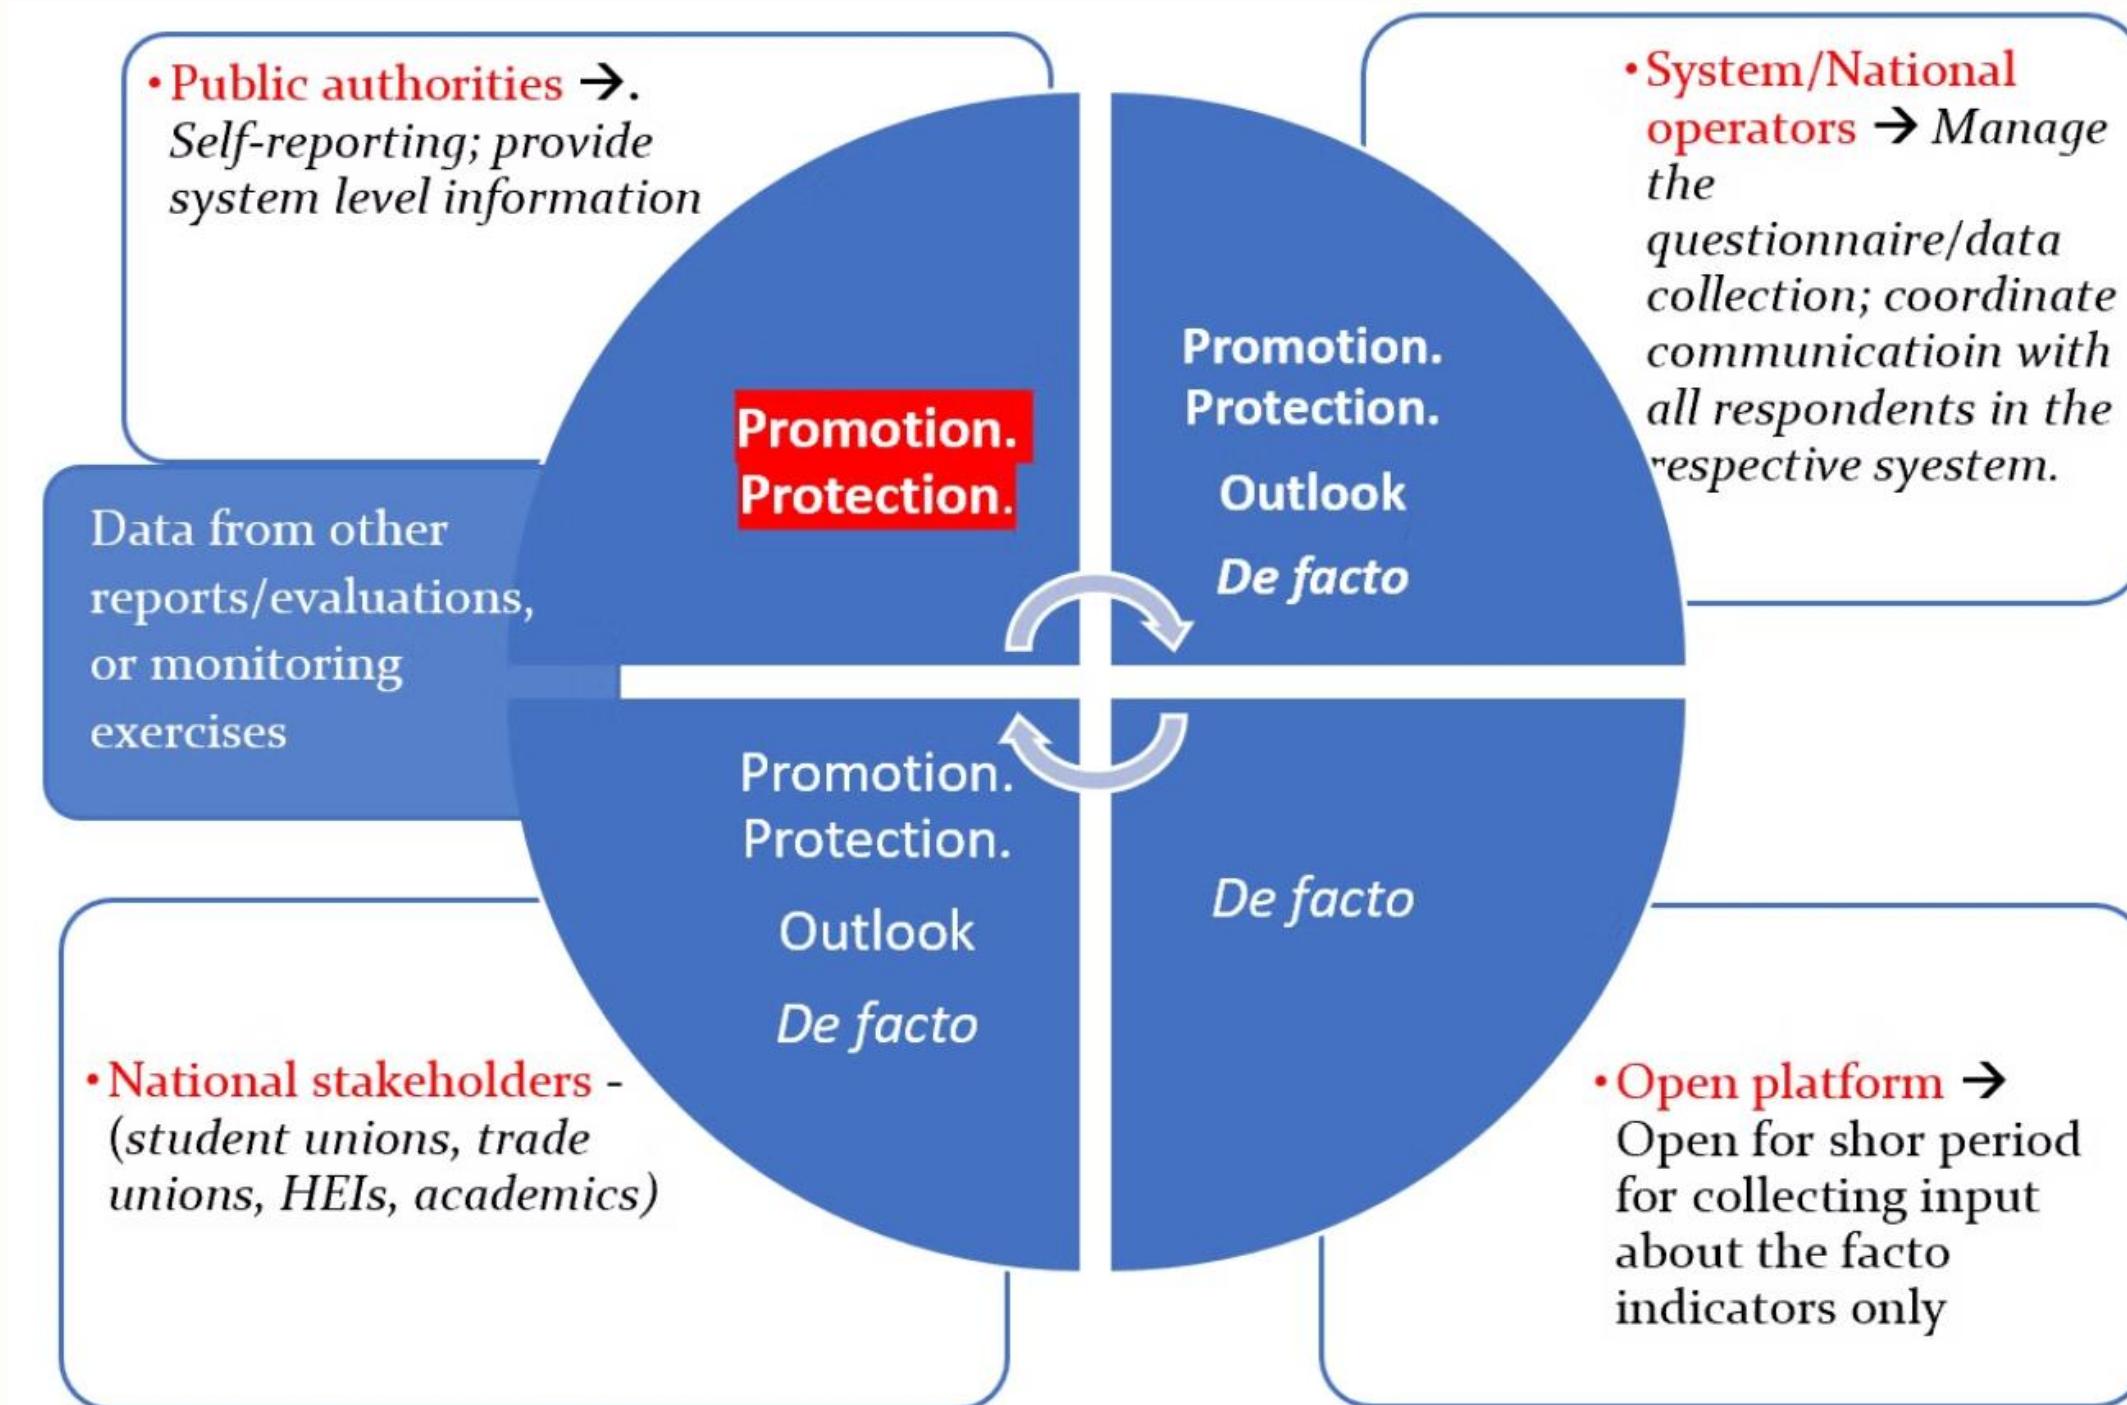 •Public authorities →.
Self-reporting; provide
system level information
•System/National
operators → Manage
the
questionnaire/data
collection; coordinate
communicatioin with
all respondents in the
respective syestem.
Promotion.
Protection.
Promotion.
Protection.
Outlook
De facto
Data from other
reports/evaluations,
or monitoring
exercises
Promotion.
Protection.
Outlook
De facto
De facto
•National stakeholders -
(student unions, trade
unions, HEIs, academics)
•Open platform →
Open for shor period
for collecting input
about the facto
indicators only